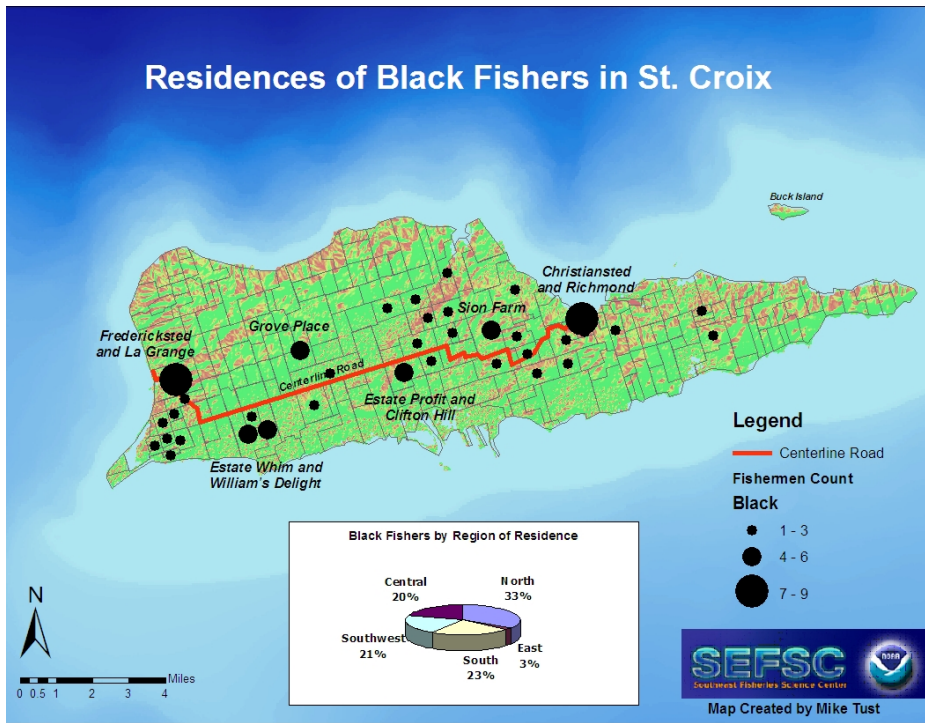 Residences of Black Fishers in St. Croix
Buck Island
Christiansted
and Richmond
Sion Farm
Grove Place
Fredericksted
and La Grange
Centerline Road
Estate Profit and
Clifton Hill
Estate Whim and
William's Delight
Legend
Centerline Road
Fishermen Count
Black
1 - 3
4 - 6
7 - 9
Black Fishers by Region of Residence
Central
20%
North
33%
Southwest
21%
East
3%
South
23%
N
Miles
0 0.5 1 2 3 4
SEFSC
Southeast Fisheries Science Center
NOAA
Map Created by Mike Tust